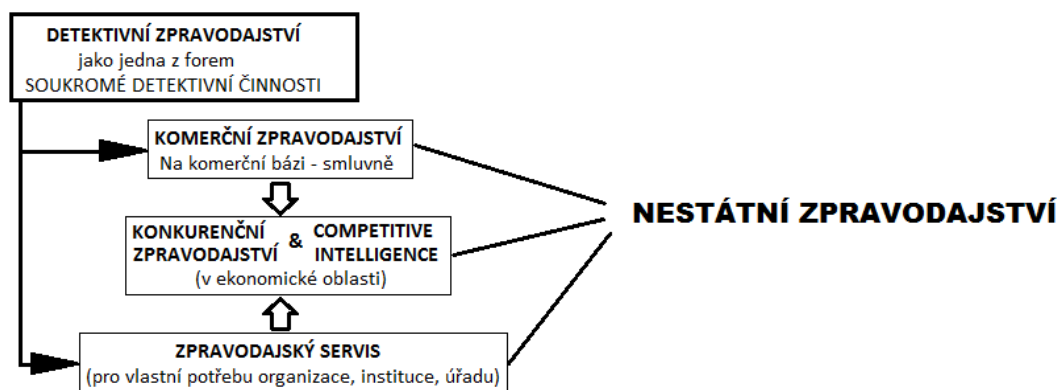 DETEKTIVNÍ ZPRAVODAJSTVÍ
jako jedna z forem
SOUKROMÉ DETEKTIVNÍ ČINNOSTI
KOMERČNÍ ZPRAVODAJSTVÍ
Na komerční bázi - smluvně
KONKURENČNÍ ZPRAVODAJSTVÍ & COMPETITIVE INTELLIGENCE
(v ekonomické oblasti)
ZPRAVODAJSKÝ SERVIS
(pro vlastní potřebu organizace, instituce, úřadu)
NESTÁTNÍ ZPRAVODAJSTVÍ